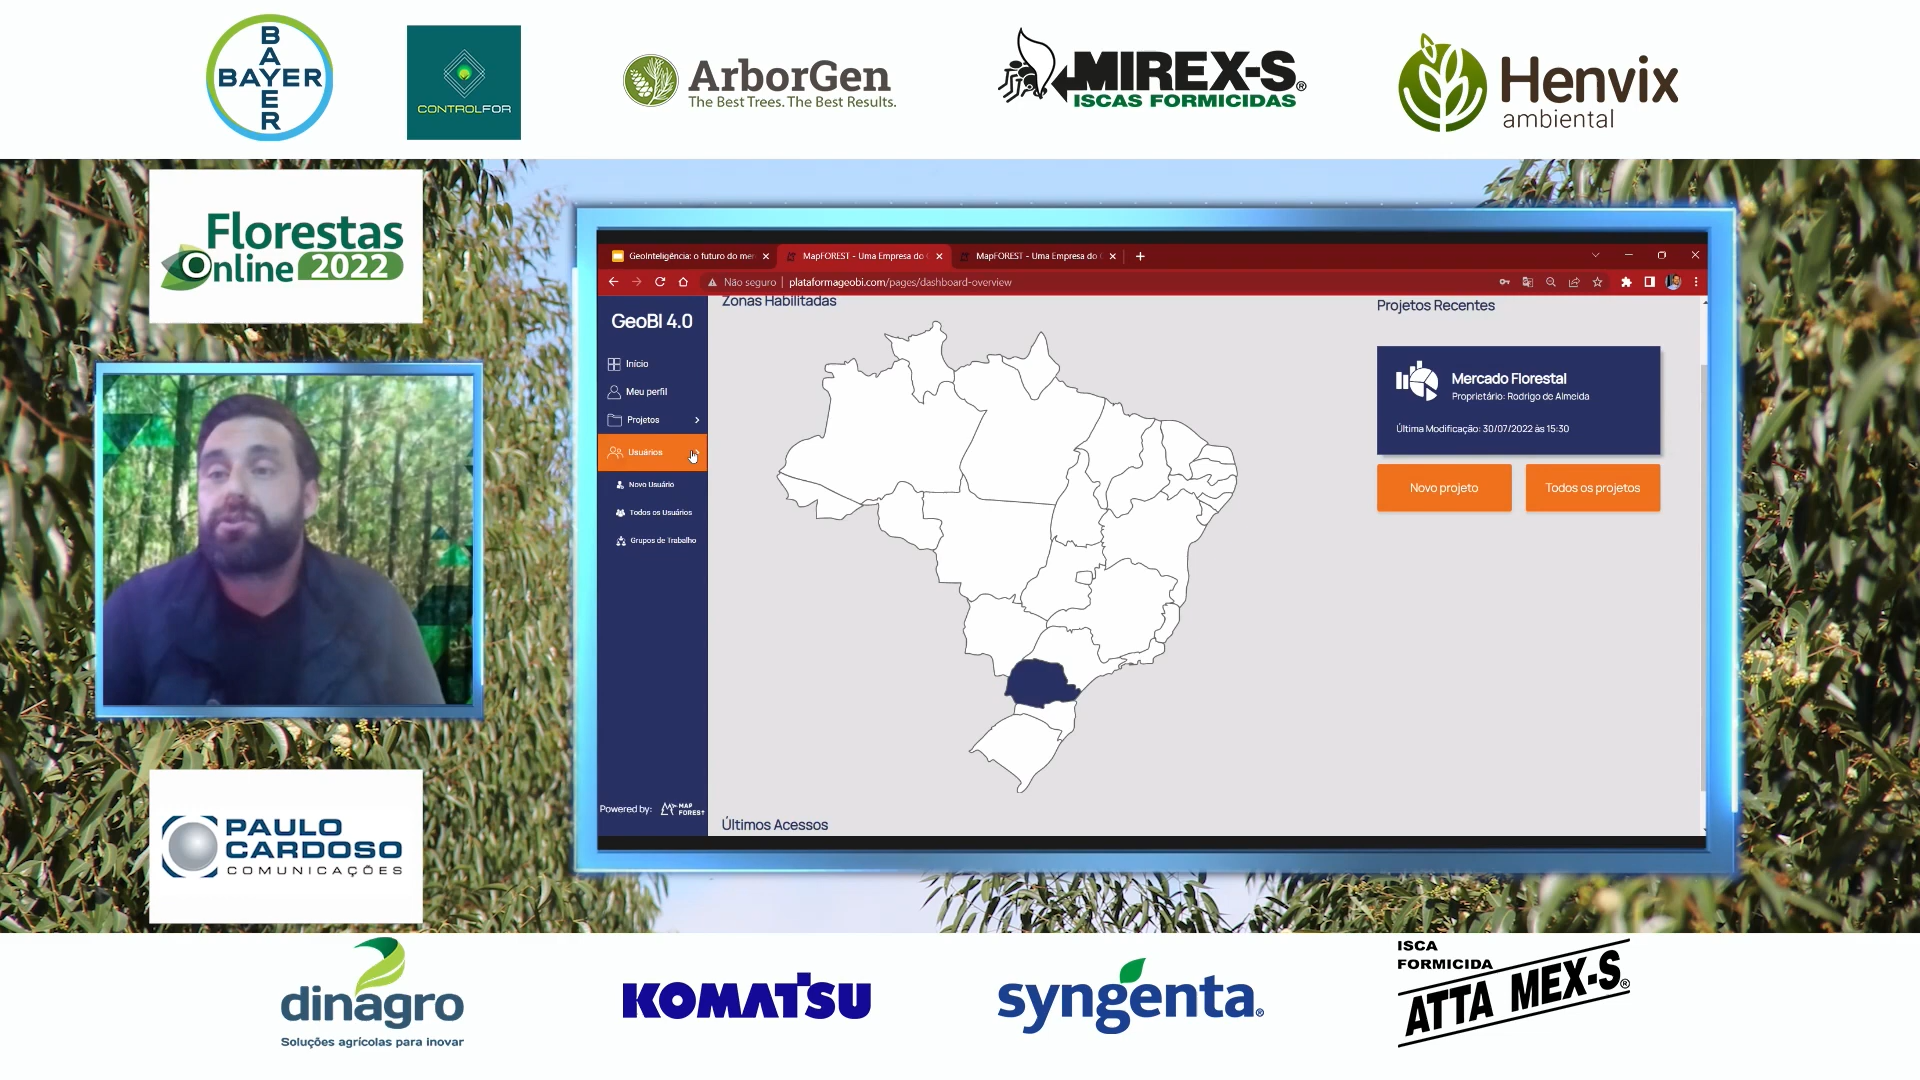 BAYER
BAYER
CONTROLFOR
ArborGen
The Best Trees. The Best Results.
MIREX-S®
ISCAS FORMICIDAS
Henvix
ambiental
Florestas
Online 2022
GeoInteligência: o futuro do mer
MapFOREST - Uma Empresa do
MapFOREST - Uma Empresa do
Não seguro
plataformageobi.com/pages/dashboard-overview
GeoBI 4.0
Início
Meu perfil
Projetos
Usuários
Novo Usuário
Todos os Usuários
Grupos de Trabalho
Powered by:
MAP
FOREST
Zonas Habilitadas
Últimos Acessos
Projetos Recentes
Mercado Florestal
Proprietário: Rodrigo de Almeida
Última Modificação: 30/07/2022 às 15:30
Novo projeto
Todos os projetos
PAULO
CARDOSO
COMUNICAÇÕES
dinagro
Soluções agrícolas para inovar
KOMATSU
syngenta®
ISCA
FORMICIDA
ATTA MEX-S®